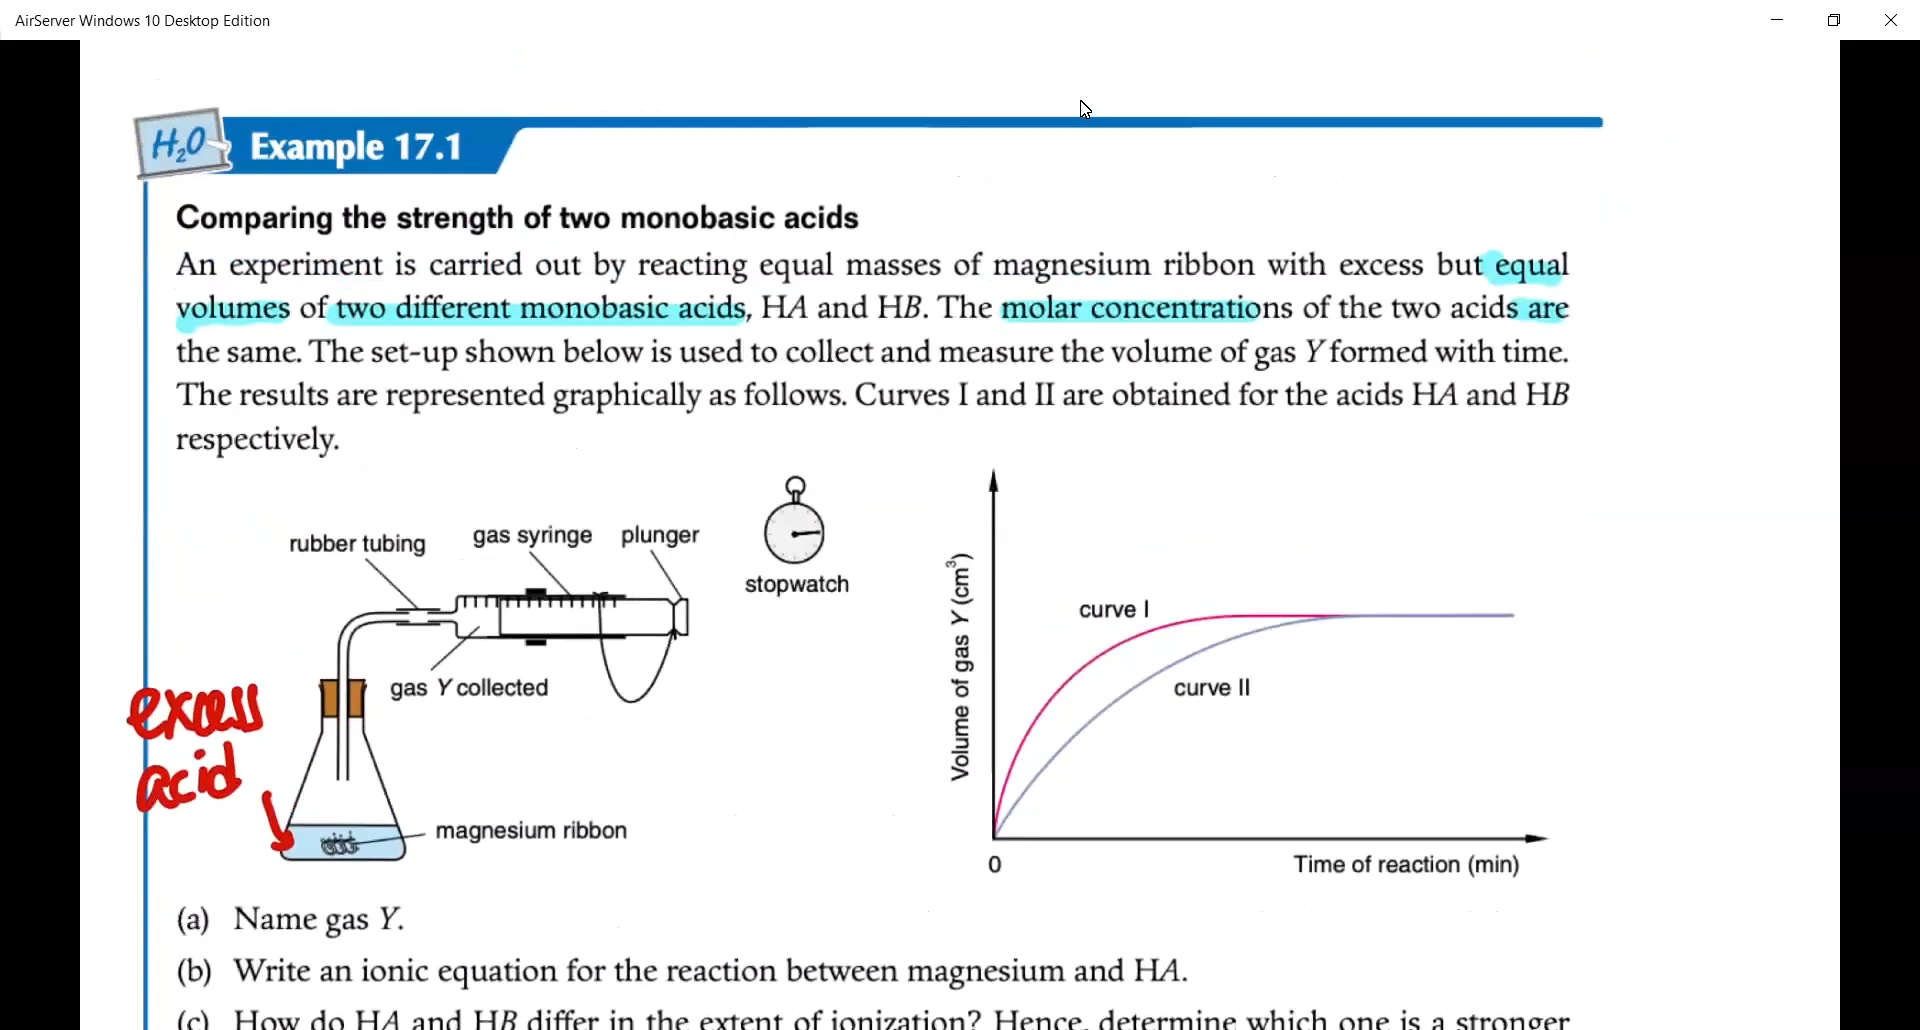 AirServer Windows 10 Desktop Edition
H₂O
Example 17.1
Comparing the strength of two monobasic acids
An experiment is carried out by reacting equal masses of magnesium ribbon with excess but equal
volumes of two different monobasic acids, HA and HB. The molar concentrations of the two acids are
the same. The set-up shown below is used to collect and measure the volume of gas Y formed with time.
The results are represented graphically as follows. Curves I and II are obtained for the acids HA and HB
respectively.
rubber tubing
gas syringe
plunger
stopwatch
gas Y collected
excess
acid
magnesium ribbon
Volume of gas Y (cm³)
curve I
curve II
0
Time of reaction (min)
(a) Name gas Y.
(b) Write an ionic equation for the reaction between magnesium and HA.
(c) How do HA and HB differ in the extent of ionization? Hence, determine which one is a stronger